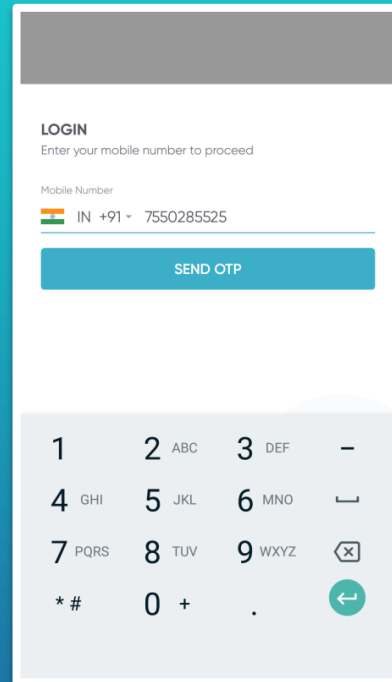 LOGIN
Enter your mobile number to proceed
Mobile Number
IN +91 7550285525
SEND OTP
1 2 ABC 3 DEF -
4 GHI 5 JKL 6 MNO
7 PQRS 8 TUV 9 WXYZ
* # 0 + .